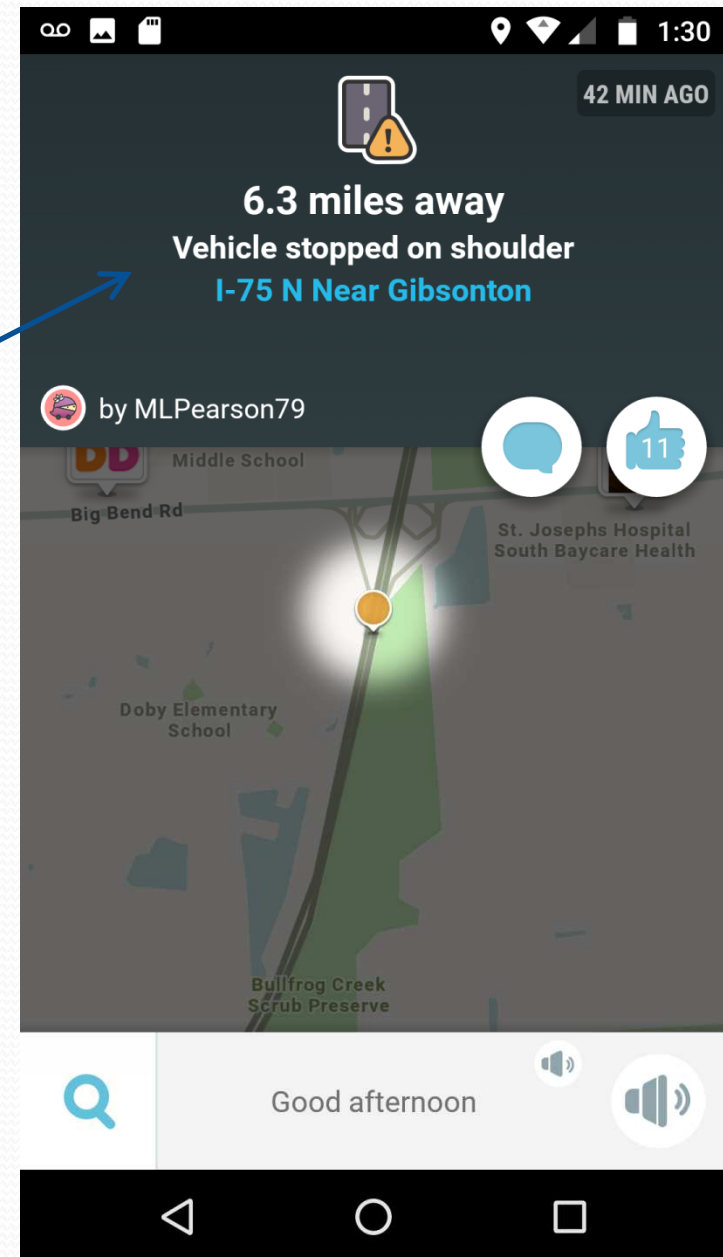 1:30
42 MIN AGO
6.3 miles away
Vehicle stopped on shoulder
I-75 N Near Gibsonton
by MLPearson79
11
DD
Middle School
Big Bend Rd
St. Josephs Hospital
South Baycare Health
Doby Elementary
School
Bullfrog Creek
Scrub Preserve
Good afternoon